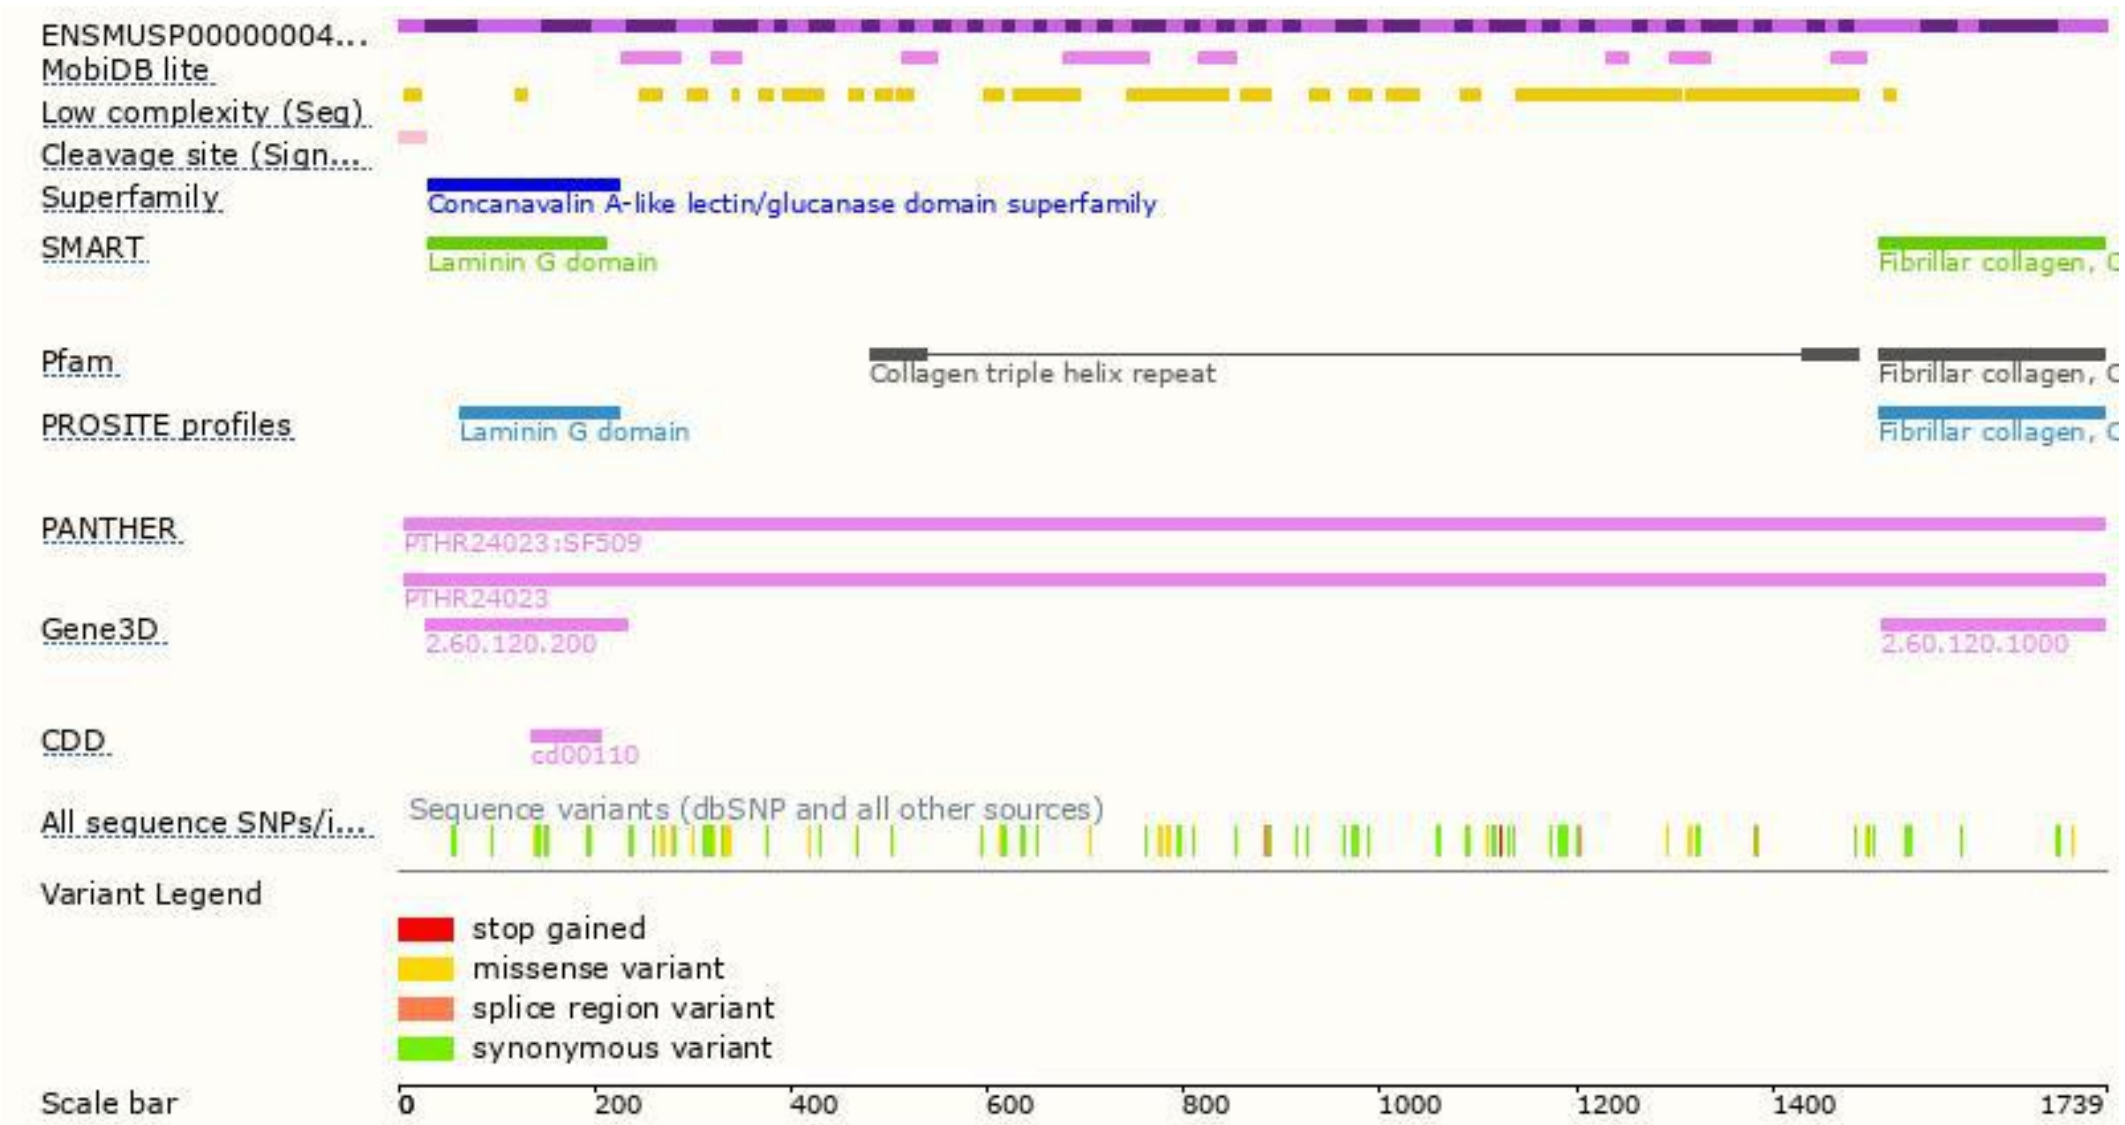 ENSMUSP00000004...
MobiDB lite
Low complexity (Seg)
Cleavage site (Sign...
Superfamily
Concanavalin A-like lectin/glucanase domain superfamily
SMART
Laminin G domain
Fibrillar collagen, C
Pfam
Collagen triple helix repeat
Fibrillar collagen, C
PROSITE profiles
Laminin G domain
Fibrillar collagen, C
PANTHER
PTHR24023:SF509
PTHR24023
Gene3D
2.60.120.200
2.60.120.1000
CDD
cd00110
Sequence variants (dbSNP and all other sources)
All sequence SNPs/i...
Variant Legend
stop gained
missense variant
splice region variant
synonymous variant
Scale bar
0 200 400 600 800 1000 1200 1400 1739